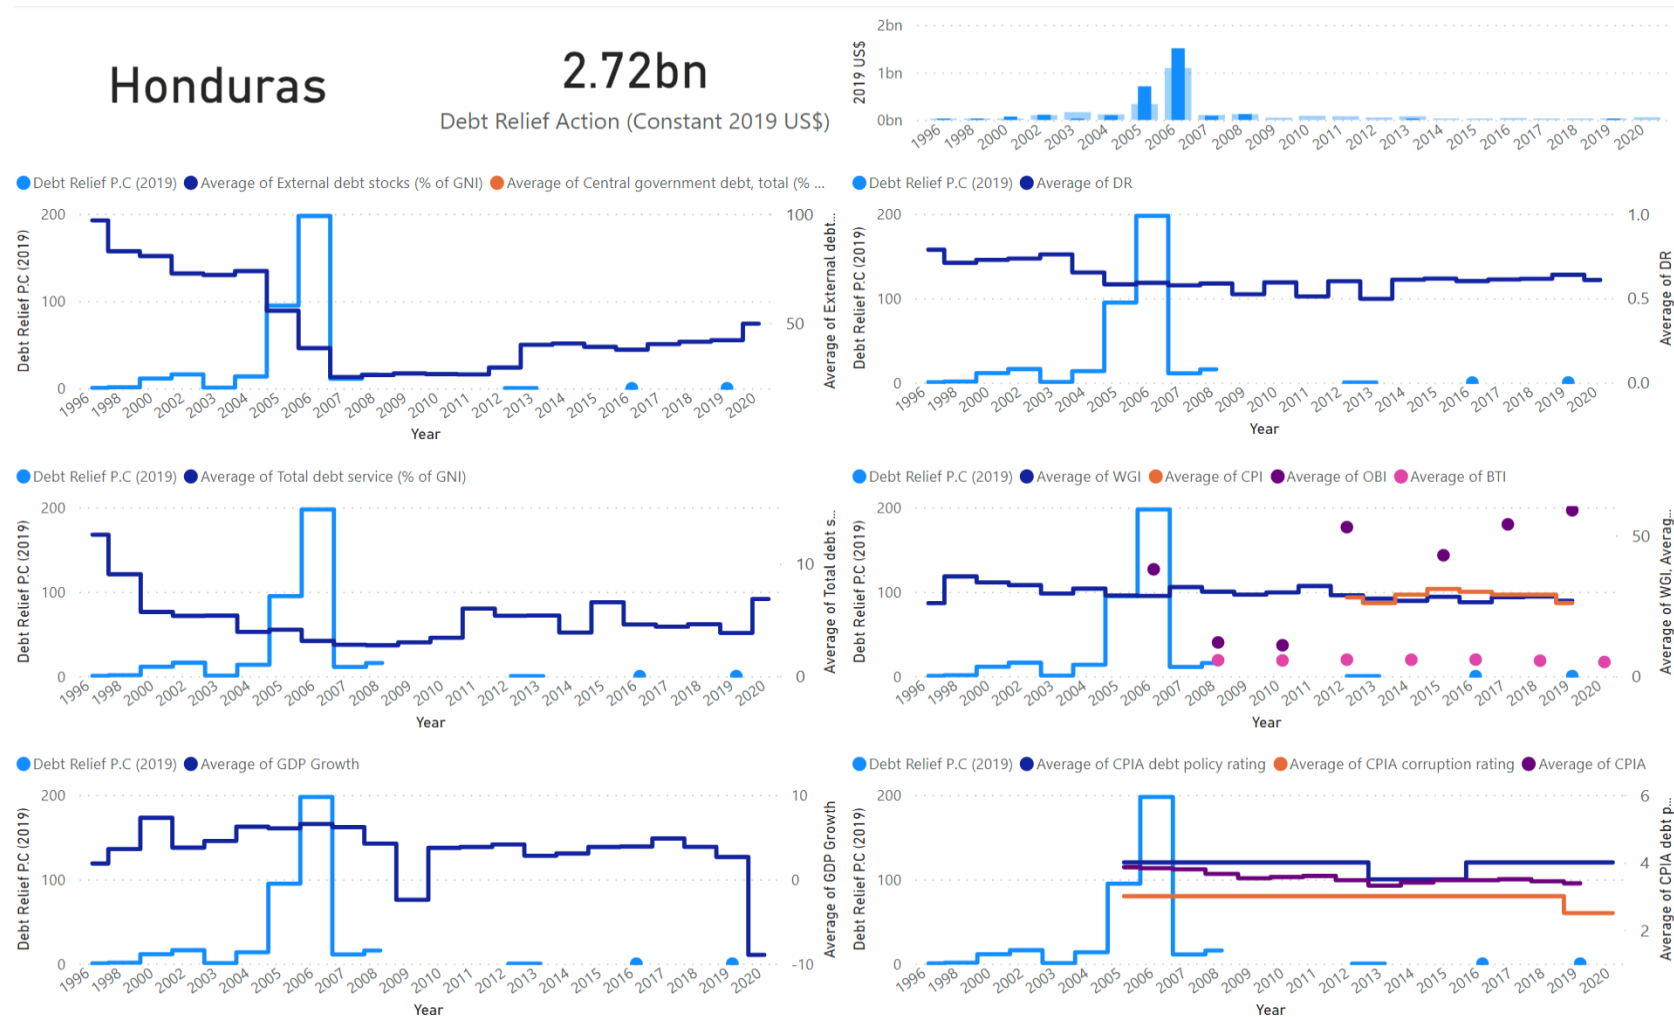 Honduras
2.72bn
Debt Relief Action (Constant 2019 US$)
2bn
1bn
0bn
2019 US$
1996 1998 2000 2002 2003 2004 2005 2006 2007 2008 2009 2010 2011 2012 2013 2014 2015 2016 2017 2018 2019 2020
Debt Relief P.C (2019) Average of External debt stocks (% of GNI) Average of Central government debt, total (% ...
200
100
0
Debt Relief P.C (2019)
100
50
Average of External debt...
1996 1998 2000 2002 2003 2004 2005 2006 2007 2008 2009 2010 2011 2012 2013 2015 2016 2017 2018 2019 2020
Year
Debt Relief P.C (2019) Average of DR
200
100
0
Debt Relief P.C (2019)
1.0
0.5
0.0
Average of DR
1996 1998 2000 2002 2003 2004 2005 2006 2007 2008 2009 2010 2011 2012 2013 2014 2015 2016 2017 2018 2019 2020
Year
Debt Relief P.C (2019) Average of Total debt service (% of GNI)
200
100
0
Debt Relief P.C (2019)
10
0
Average of Total debt s...
1996 1998 2000 2002 2003 2004 2005 2006 2007 2008 2009 2010 2011 2012 2013 2014 2015 2016 2017 2018 2019 2020
Year
Debt Relief P.C (2019) Average of WGI Average of CPI Average of OBI Average of BTI
200
100
0
Debt Relief P.C (2019)
50
0
Average of WGI, Averag...
1996 1998 2000 2002 2003 2004 2005 2006 2007 2008 2009 2010 2011 2012 2013 2014 2015 2016 2017 2018 2019 2020
Year
Debt Relief P.C (2019) Average of GDP Growth
200
100
0
Debt Relief P.C (2019)
10
0
-10
Average of GDP Growth
1996 1998 2000 2002 2003 2004 2005 2006 2007 2008 2009 2010 2011 2012 2013 2014 2015 2016 2017 2018 2019 2020
Year
Debt Relief P.C (2019) Average of CPIA debt policy rating Average of CPIA corruption rating Average of CPIA
200
100
0
Debt Relief P.C (2019)
6
4
2
Average of CPIA debt p...
1996 1998 2000 2002 2003 2004 2005 2006 2007 2008 2009 2010 2011 2012 2013 2014 2015 2016 2017 2018 2019 2020
Year